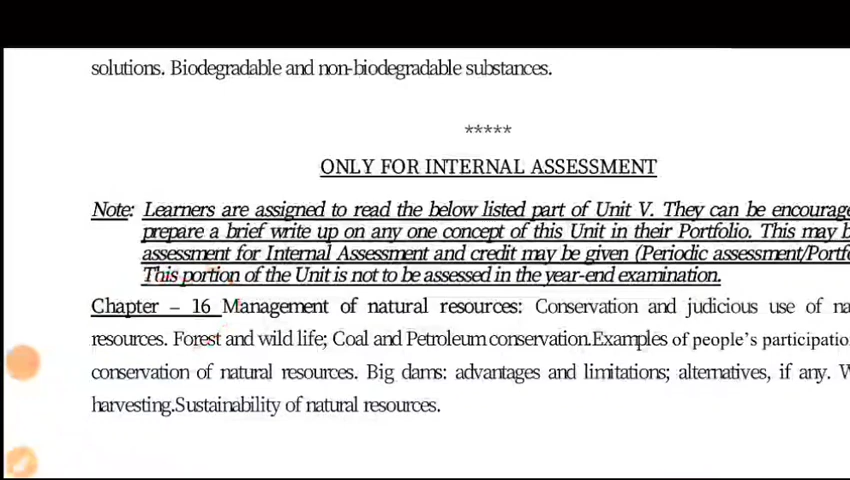 solutions. Biodegradable and non-biodegradable substances.
*****
ONLY FOR INTERNAL ASSESSMENT
Note: Learners are assigned to read the below listed part of Unit V. They can be encourage
prepare a brief write up on any one concept of this Unit in their Portfolio. This may b
assessment for Internal Assessment and credit may be given (Periodic assessment/Portfo
This portion of the Unit is not to be assessed in the year-end examination.
Chapter – 16 Management of natural resources: Conservation and judicious use of na
resources. Forest and wild life; Coal and Petroleum conservation.Examples of people's participatio
conservation of natural resources. Big dams: advantages and limitations; alternatives, if any. W
harvesting.Sustainability of natural resources.